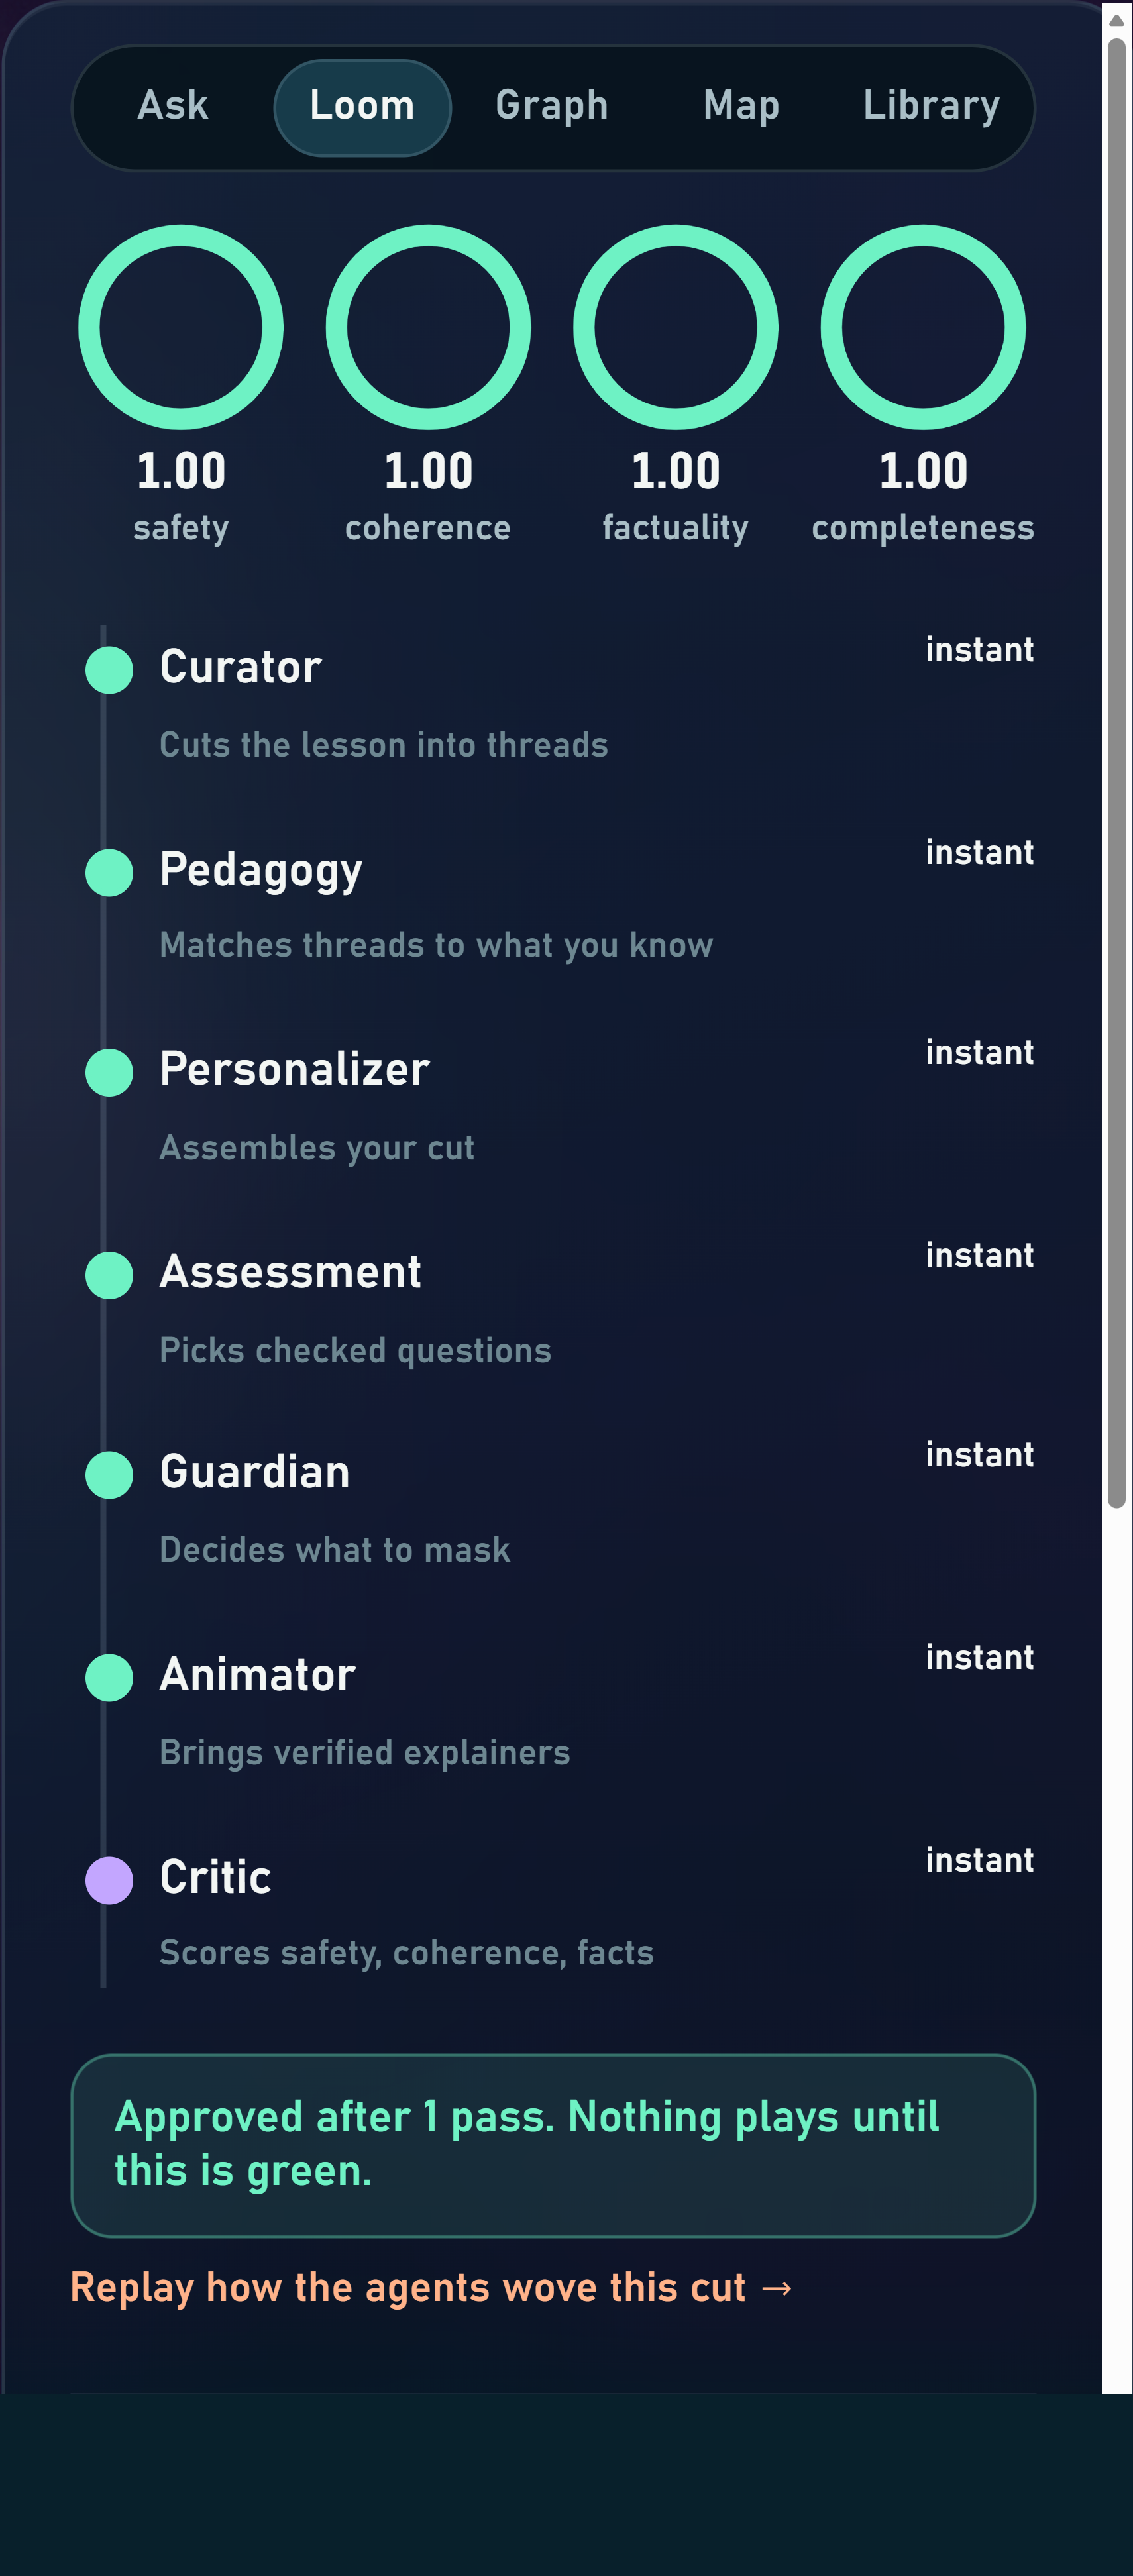 Ask Loom Graph Map Library
1.00 1.00 1.00 1.00
safety coherence factuality completeness
Curator instant
Cuts the lesson into threads
Pedagogy instant
Matches threads to what you know
Personalizer instant
Assembles your cut
Assessment instant
Picks checked questions
Guardian instant
Decides what to mask
Animator instant
Brings verified explainers
Critic instant
Scores safety, coherence, facts
Approved after 1 pass. Nothing plays until
this is green.
Replay how the agents wove this cut →